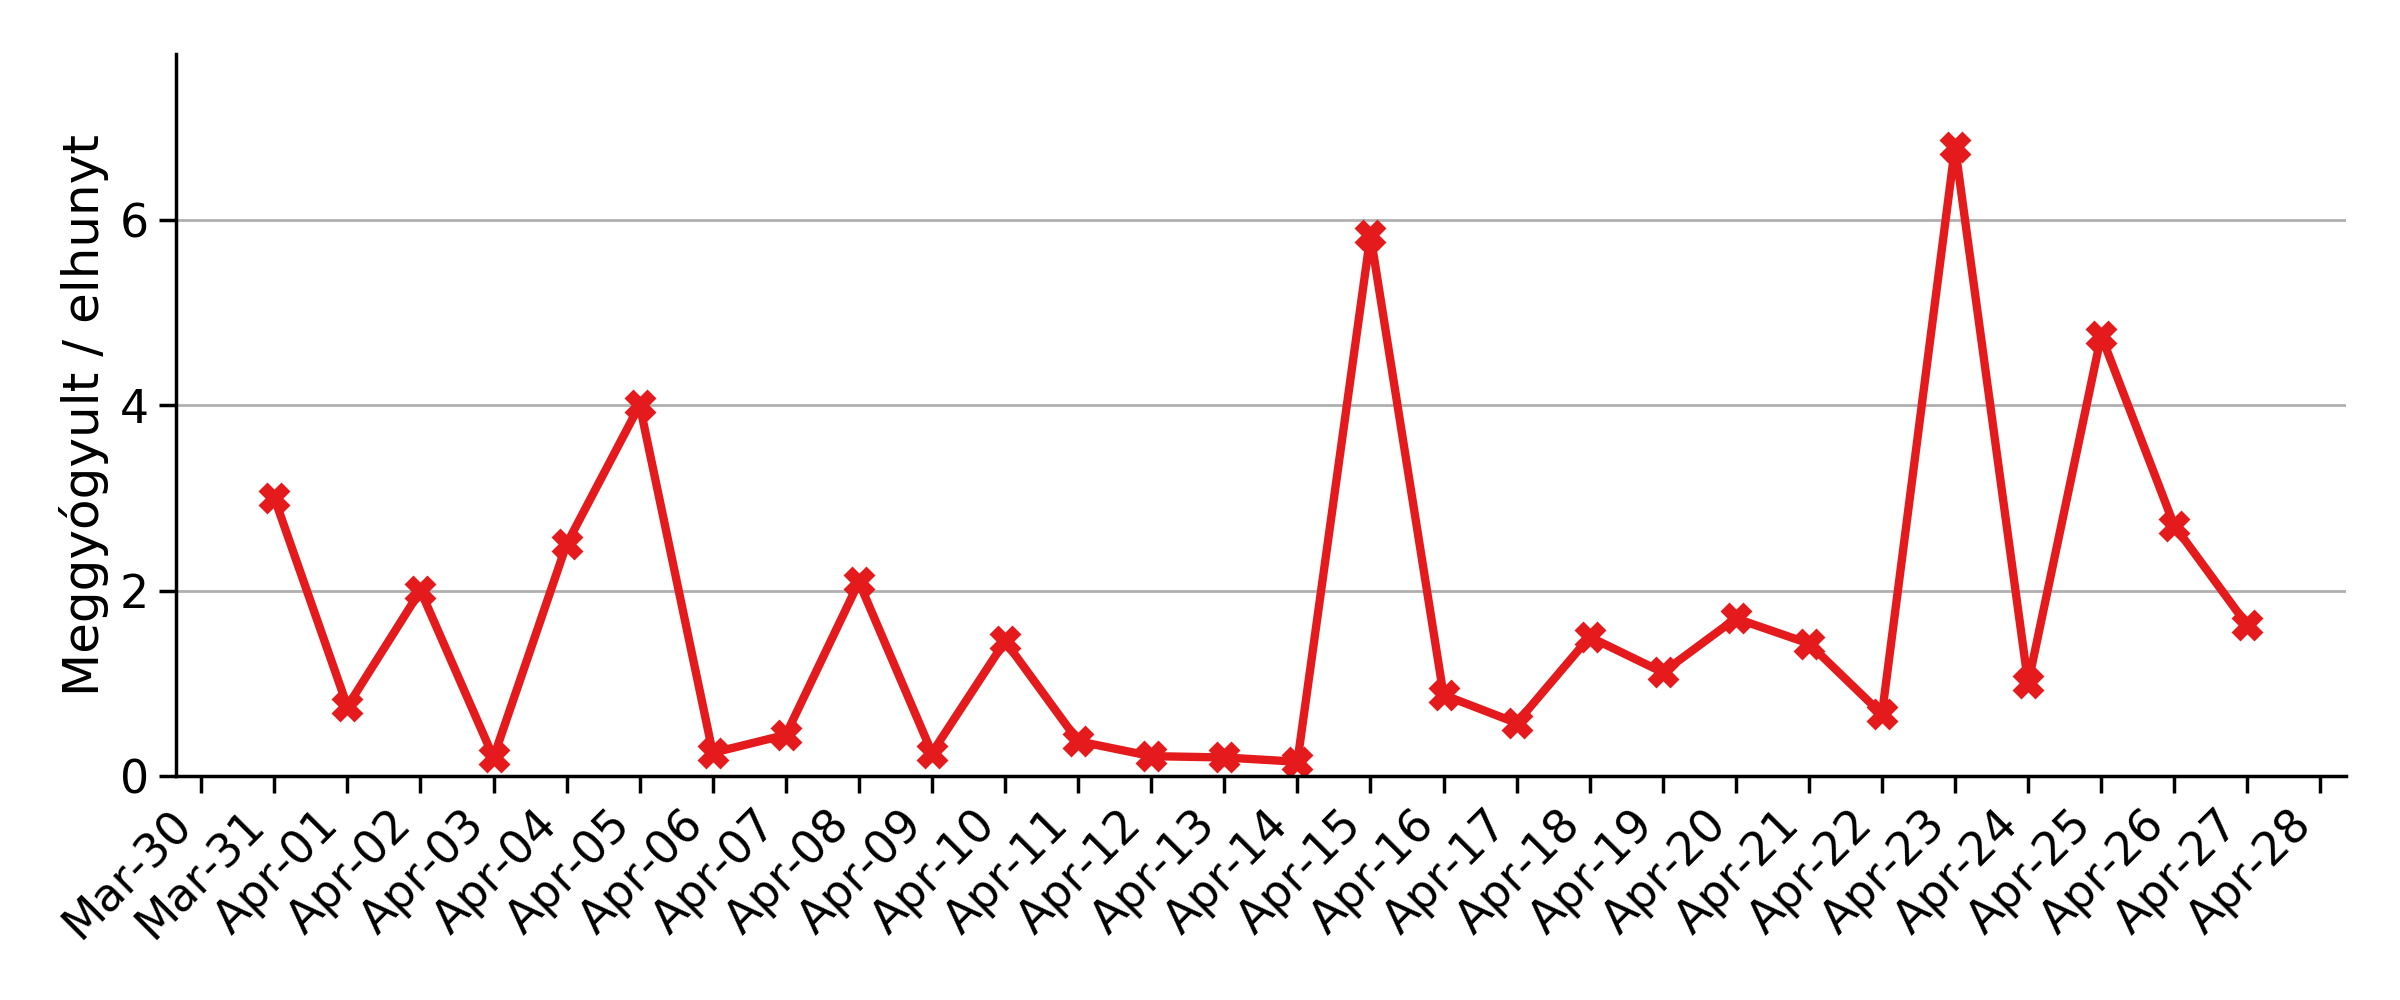 Meggyógyult / elhunyt
6
4
2
0
Mar-30
Mar-31
Apr-01
Apr-02
Apr-03
Apr-04
Apr-05
Apr-06
Apr-07
Apr-08
Apr-09
Apr-10
Apr-11
Apr-12
Apr-13
Apr-14
Apr-15
Apr-16
Apr-17
Apr-18
Apr-19
Apr-20
Apr-21
Apr-22
Apr-23
Apr-24
Apr-25
Apr-26
Apr-27
Apr-28